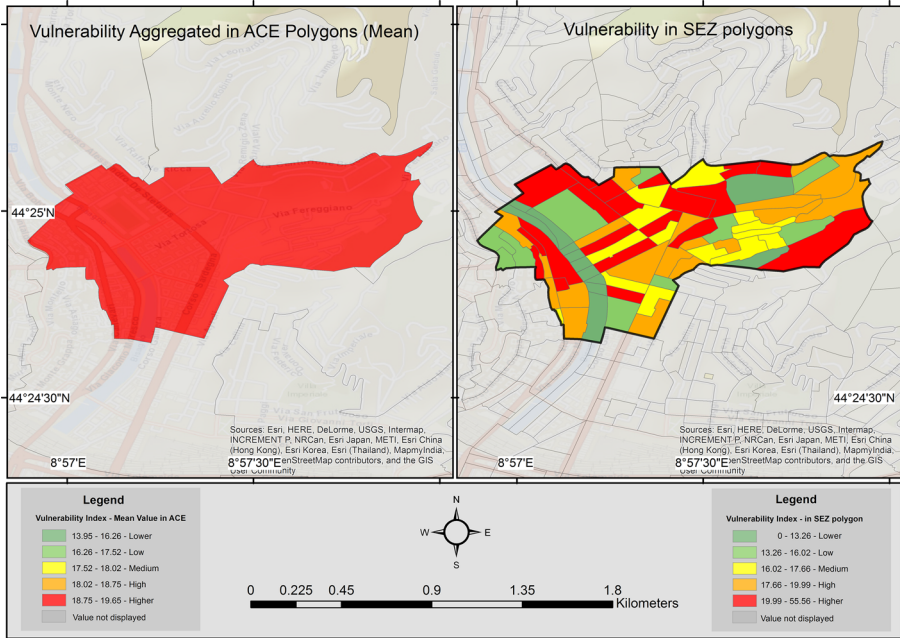 Vulnerability Aggregated in ACE Polygons (Mean)
Via Fereggiano
44°25'N
44°24'30"N
Sources: Esri, HERE, DeLorme, USGS, Intermap,
INCREMENT P, NRCan, Esri Japan, METI, Esri China
(Hong Kong), Esri Korea, Esri (Thailand), MapmyIndia,
enStreetMap contributors, and the GIS
User Community
8°57'E
8°57'30"E
Vulnerability in SEZ polygons
44°24'30"N
Sources: Esri, HERE, DeLorme, USGS, Intermap,
INCREMENT P, NRCan, Esri Japan, METI, Esri China
(Hong Kong), Esri Korea, Esri (Thailand), MapmyIndia,
enStreetMap contributors, and the GIS
User Community
8°57'E
8°57'30"E
Legend
Vulnerability Index - Mean Value in ACE
13.95 - 16.26 - Lower
16.26 - 17.52 - Low
17.52 - 18.02 - Medium
18.02 - 18.75 - High
18.75 - 19.65 - Higher
Value not displayed
N
W E
S
0 0.225 0.45 0.9 1.35 1.8
Kilometers
Legend
Vulnerability Index - in SEZ polygon
0 - 13.26 - Lower
13.26 - 16.02 - Low
16.02 - 17.66 - Medium
17.66 - 19.99 - High
19.99 - 55.56 - Higher
Value not displayed